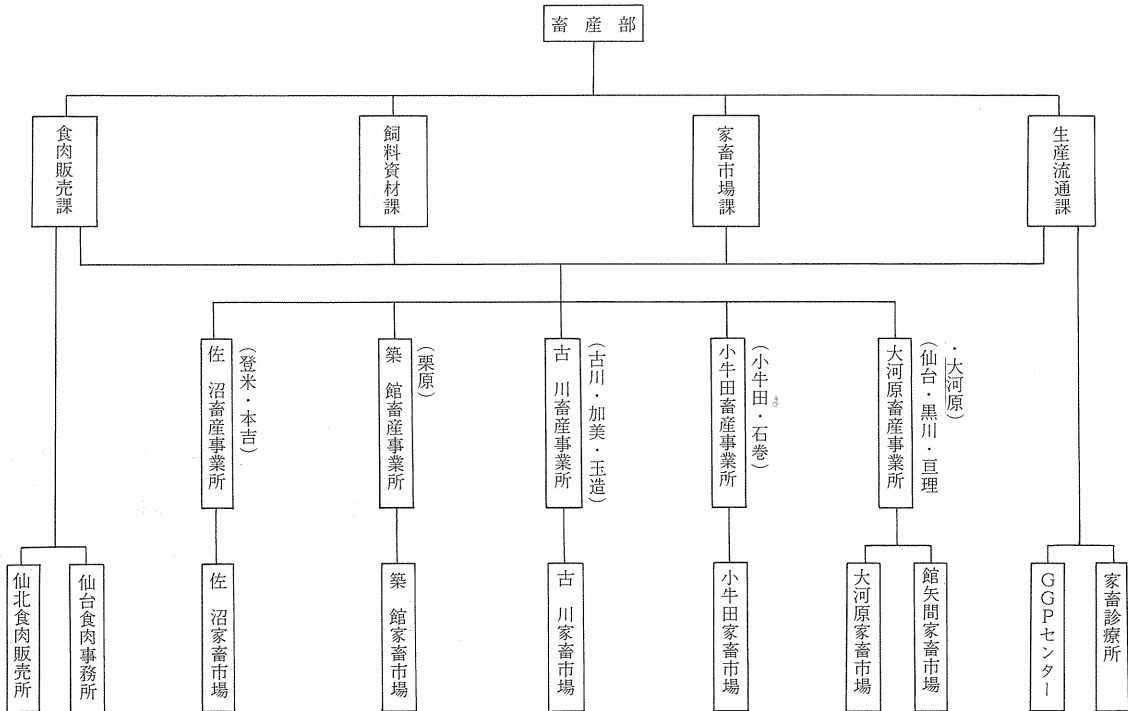 畜産部
生産流通課
家畜市場課
飼料資材課
食肉販売課
大河原畜産事業所
(仙台・黒川・亘理
・大河原)
小牛田畜産事業所
(小牛田・石巻)
古川畜産事業所
(古川・加美・玉造)
築館畜産事業所
(栗原)
佐沼畜産事業所
(登米・本吉)
家畜診療所
GGPセンター
館矢間家畜市場
大河原家畜市場
小牛田家畜市場
古川家畜市場
築館家畜市場
佐沼家畜市場
仙台食肉事務所
仙北食肉販売所